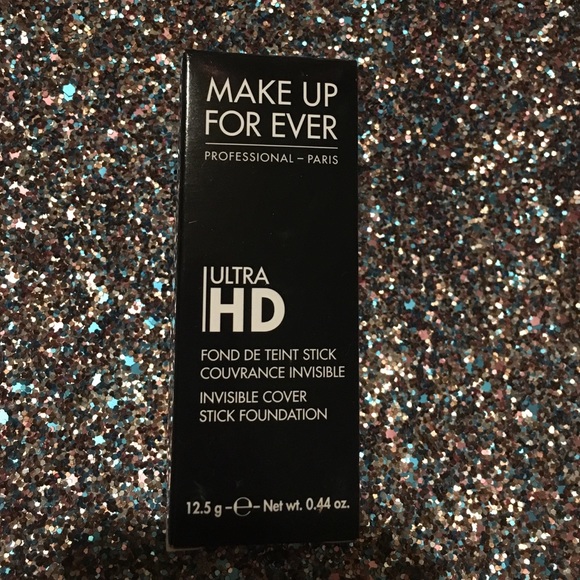 MAKE UP
FOR EVER
PROFESSIONAL – PARIS
ULTRA
HD
FOND DE TEINT STICK
COUVRANCE INVISIBLE
INVISIBLE COVER
STICK FOUNDATION
12.5 g –℮– Net wt. 0.44 oz.